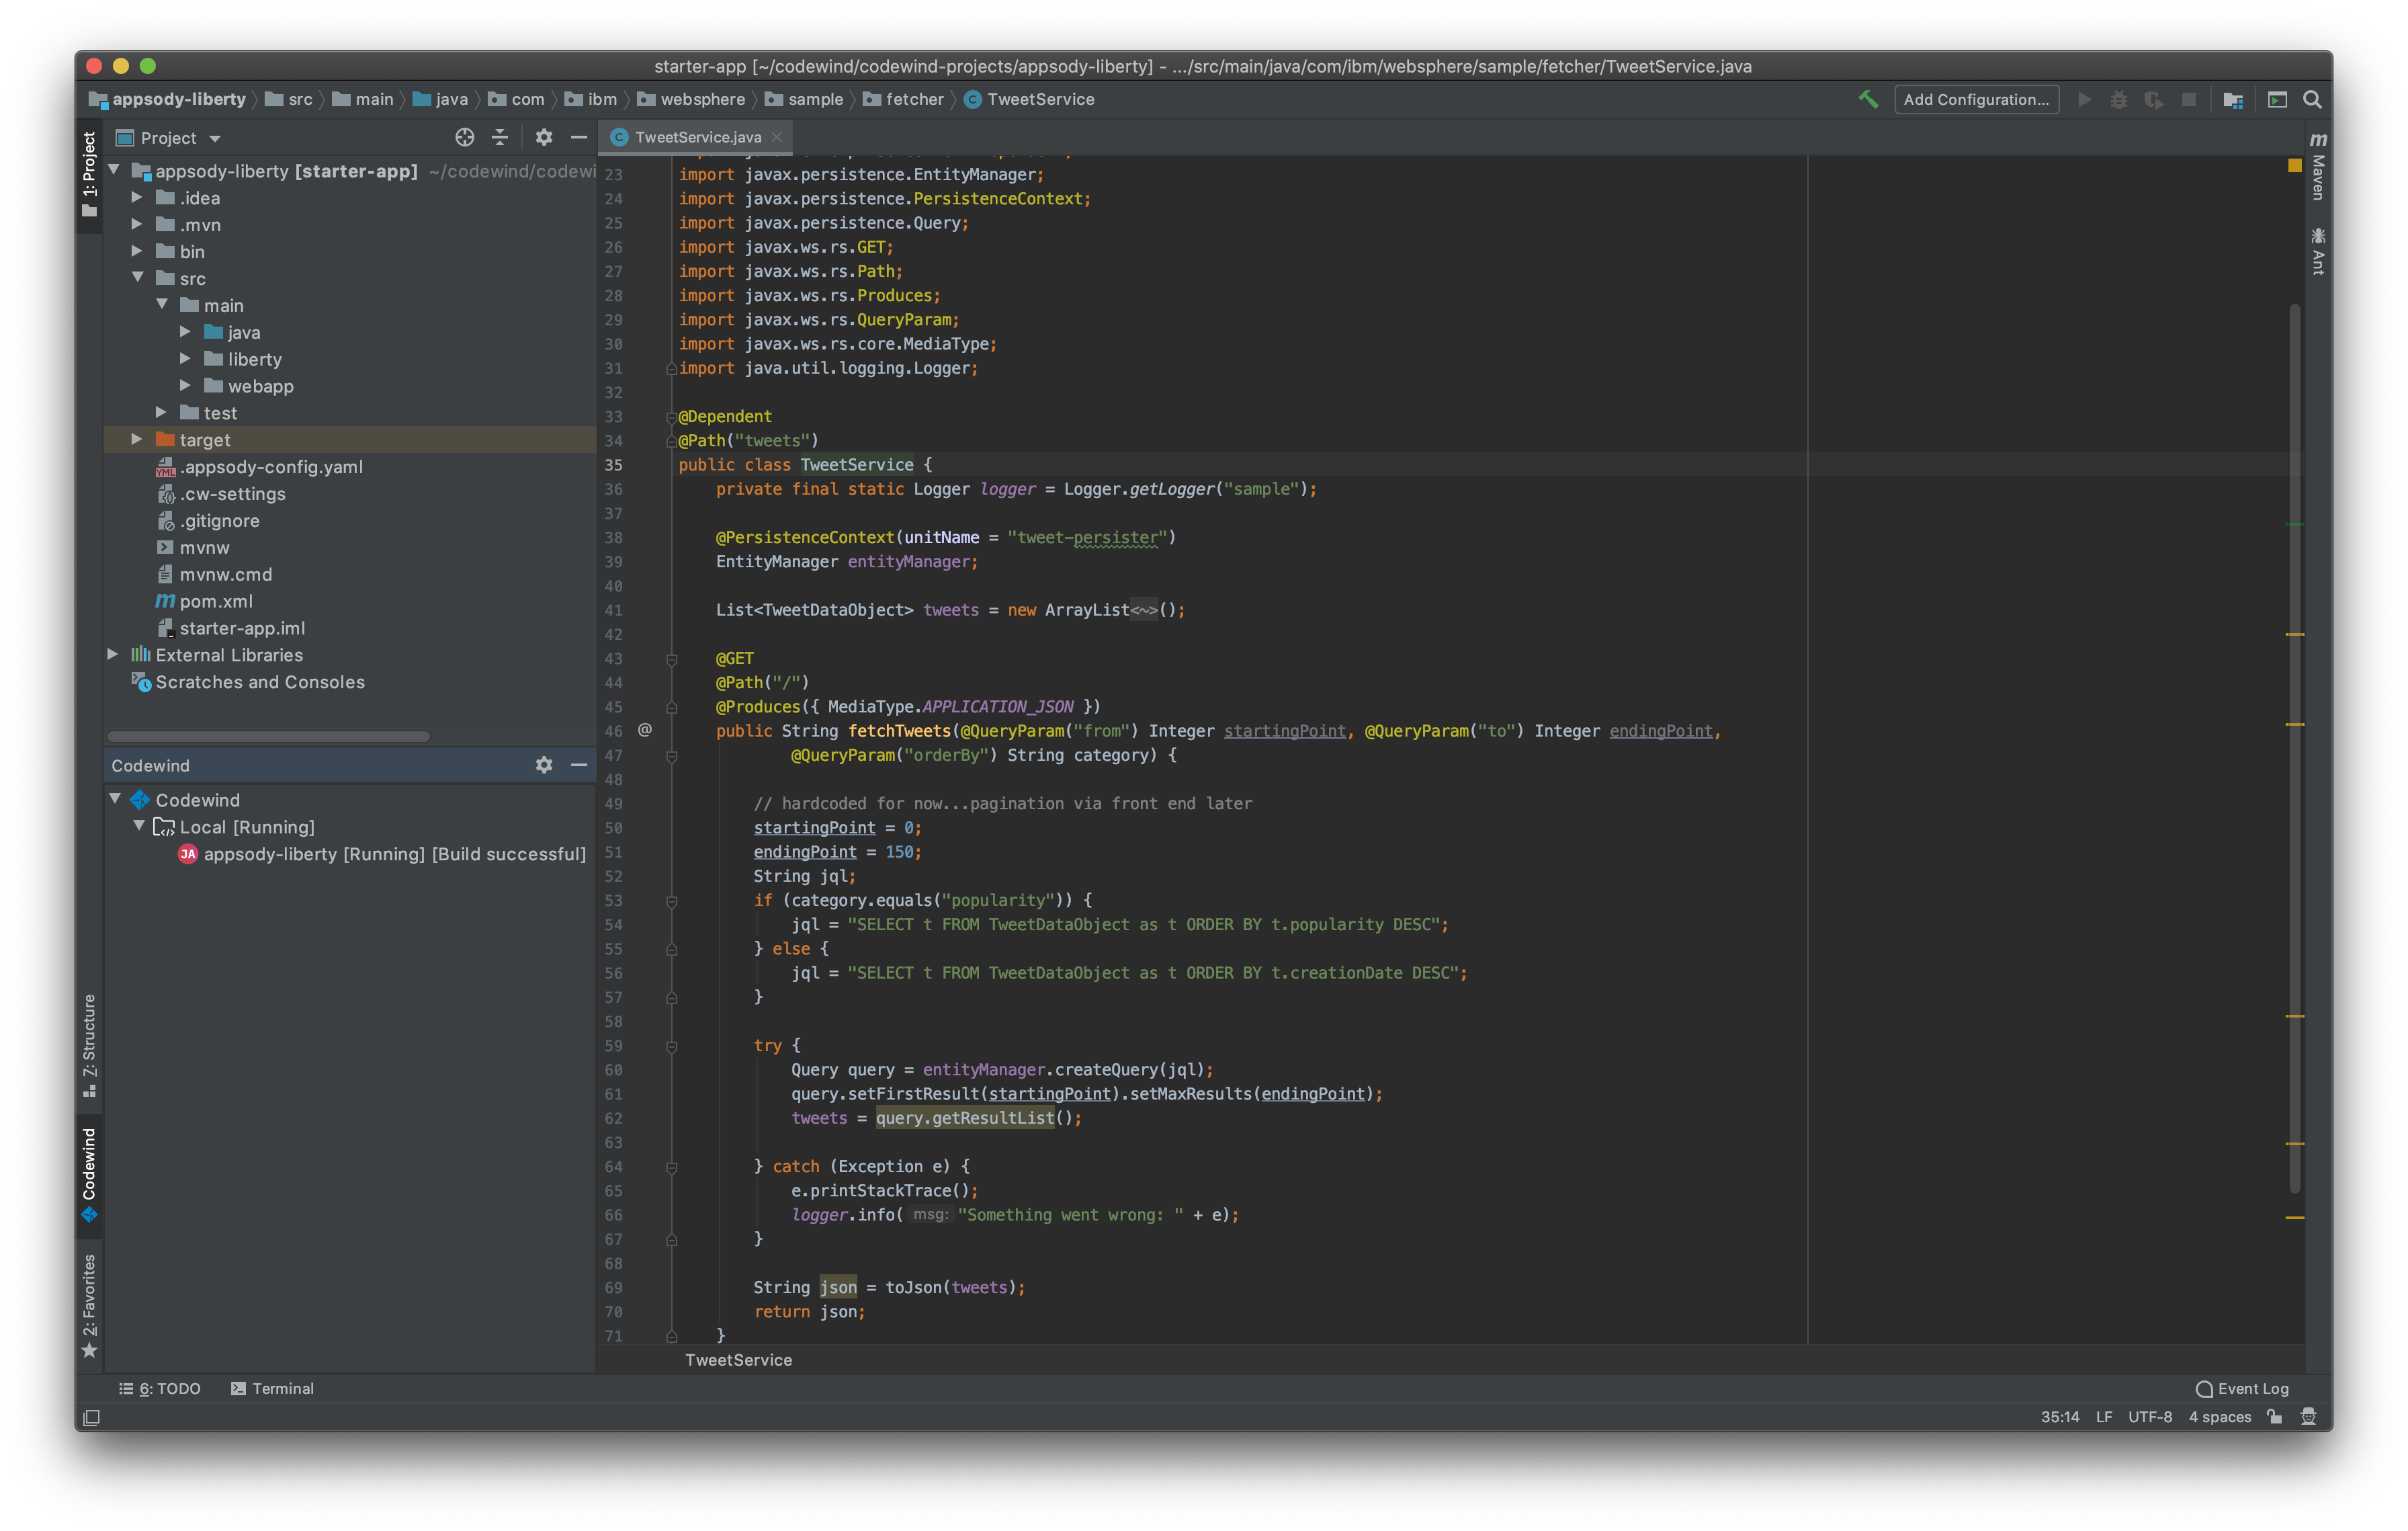 starter-app [~/codewind/codewind-projects/appsody-liberty] - .../src/main/java/com/ibm/websphere/sample/fetcher/TweetService.java
appsody-liberty src main java com ibm websphere sample fetcher C TweetService Add Configuration...
1: Project
Project
appsody-liberty [starter-app] ~/codewind/codewi
.idea
.mvn
bin
src
main
java
liberty
webapp
test
target
YML .appsody-config.yaml
.cw-settings
.gitignore
mvnw
mvnw.cmd
m pom.xml
starter-app.iml
External Libraries
Scratches and Consoles
Codewind
Codewind
Local [Running]
JA appsody-liberty [Running] [Build successful]
7: Structure
Codewind
2: Favorites
C TweetService.java
23 import javax.persistence.EntityManager;
24 import javax.persistence.PersistenceContext;
25 import javax.persistence.Query;
26 import javax.ws.rs.GET;
27 import javax.ws.rs.Path;
28 import javax.ws.rs.Produces;
29 import javax.ws.rs.QueryParam;
30 import javax.ws.rs.core.MediaType;
31 import java.util.logging.Logger;
32
33 @Dependent
34 @Path("tweets")
35 public class TweetService {
36 private final static Logger logger = Logger.getLogger("sample");
37
38 @PersistenceContext(unitName = "tweet-persister")
39 EntityManager entityManager;
40
41 List<TweetDataObject> tweets = new ArrayList<~>();
42
43 @GET
44 @Path("/")
45 @Produces({ MediaType.APPLICATION_JSON })
46 @ public String fetchTweets(@QueryParam("from") Integer startingPoint, @QueryParam("to") Integer endingPoint,
47 @QueryParam("orderBy") String category) {
48
49 // hardcoded for now...pagination via front end later
50 startingPoint = 0;
51 endingPoint = 150;
52 String jql;
53 if (category.equals("popularity")) {
54 jql = "SELECT t FROM TweetDataObject as t ORDER BY t.popularity DESC";
55 } else {
56 jql = "SELECT t FROM TweetDataObject as t ORDER BY t.creationDate DESC";
57 }
58
59 try {
60 Query query = entityManager.createQuery(jql);
61 query.setFirstResult(startingPoint).setMaxResults(endingPoint);
62 tweets = query.getResultList();
63
64 } catch (Exception e) {
65 e.printStackTrace();
66 logger.info( msg: "Something went wrong: " + e);
67 }
68
69 String json = toJson(tweets);
70 return json;
71 }
TweetService
m Maven
Ant
6: TODO Terminal Event Log
35:14 LF UTF-8 4 spaces